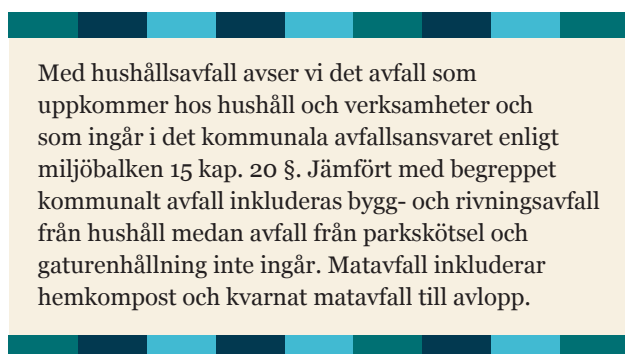 Med hushållsavfall avser vi det avfall som
uppkommer hos hushåll och verksamheter och
som ingår i det kommunala avfallsansvaret enligt
miljöbalken 15 kap. 20 §. Jämfört med begreppet
kommunalt avfall inkluderas bygg- och rivningsavfall
från hushåll medan avfall från parkskötsel och
gaturenhållning inte ingår. Matavfall inkluderar
hemkompost och kvarnat matavfall till avlopp.